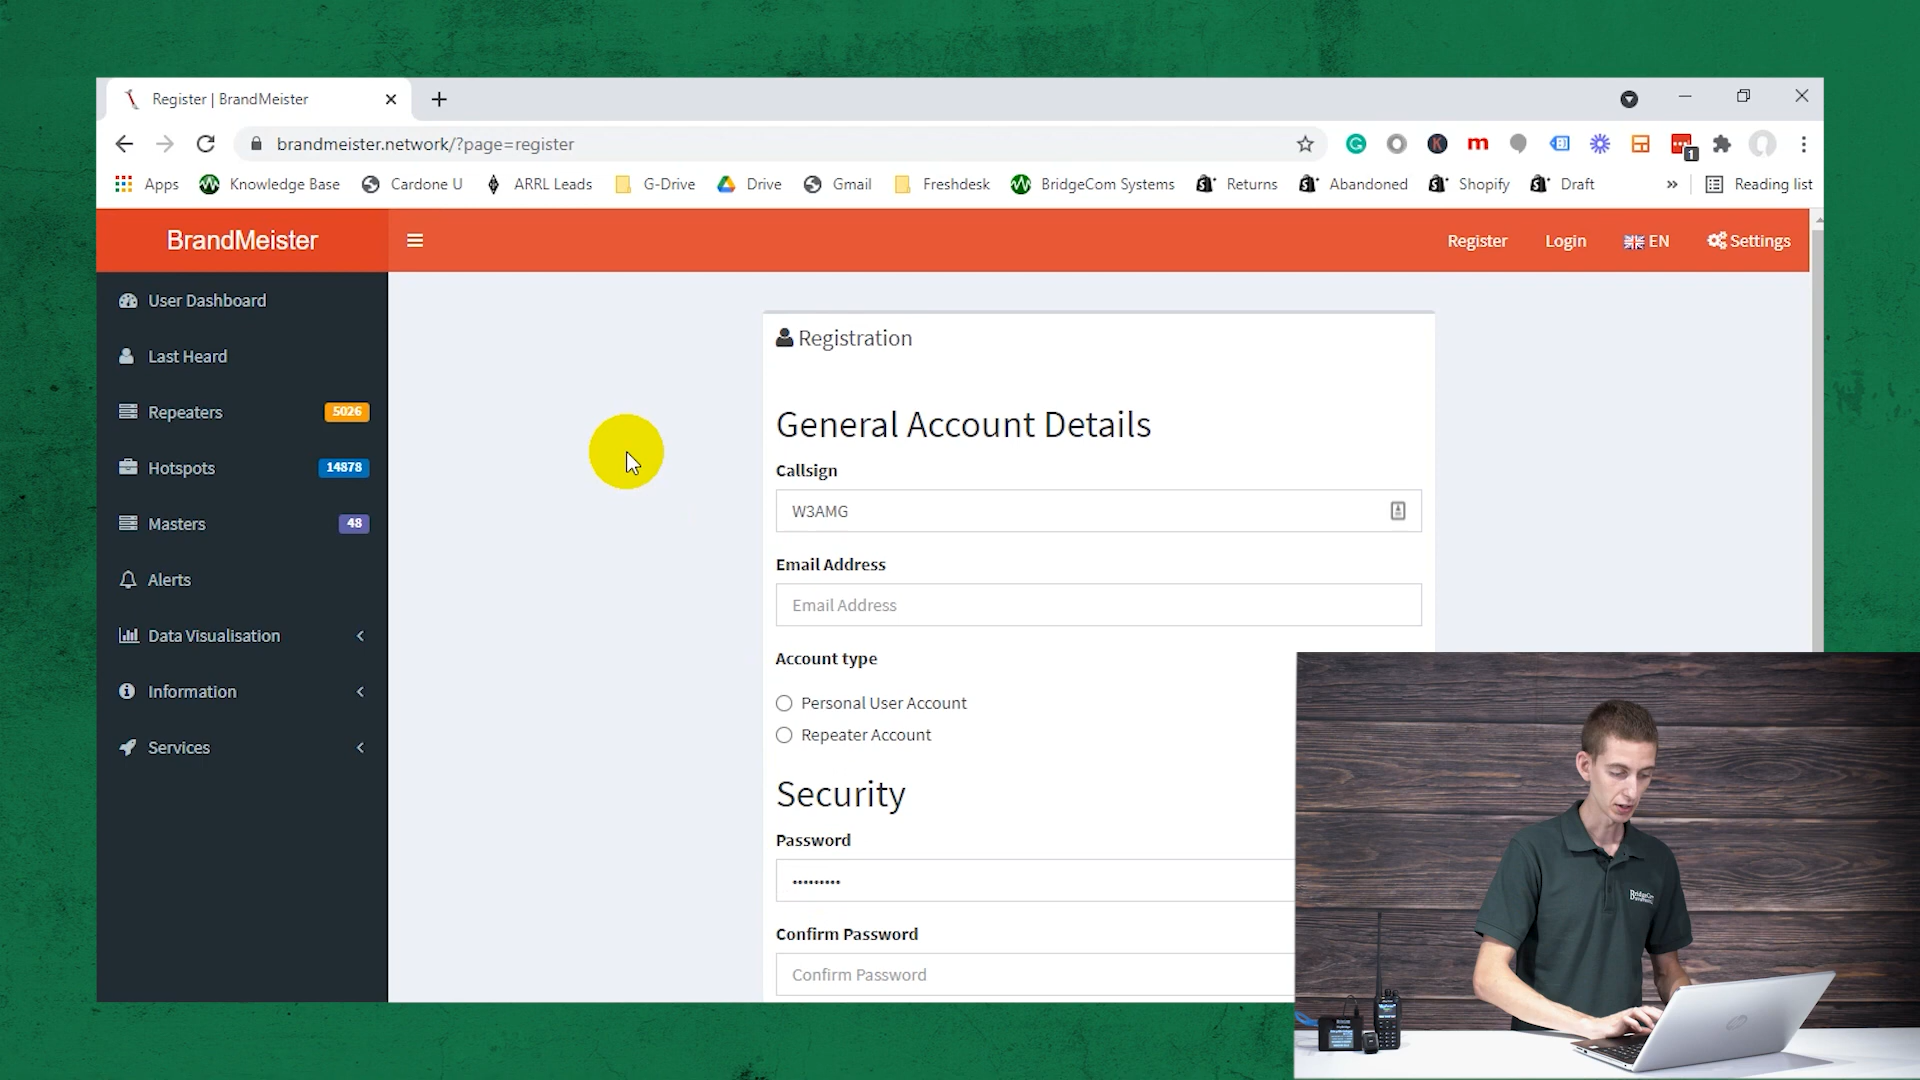 Register | BrandMeister
brandmeister.network/?page=register
1
Apps Knowledge Base Cardone U ARRL Leads G-Drive Drive Gmail Freshdesk BridgeCom Systems Returns Abandoned Shopify Draft » Reading list
BrandMeister
Register Login EN Settings
User Dashboard
Last Heard
Repeaters 5026
Hotspots 14878
Masters 48
Alerts
Data Visualisation
Information
Services
Registration
General Account Details
Callsign
W3AMG
Email Address
Email Address
Account type
Personal User Account
Repeater Account
Security
Password
•••••••••
Confirm Password
Confirm Password